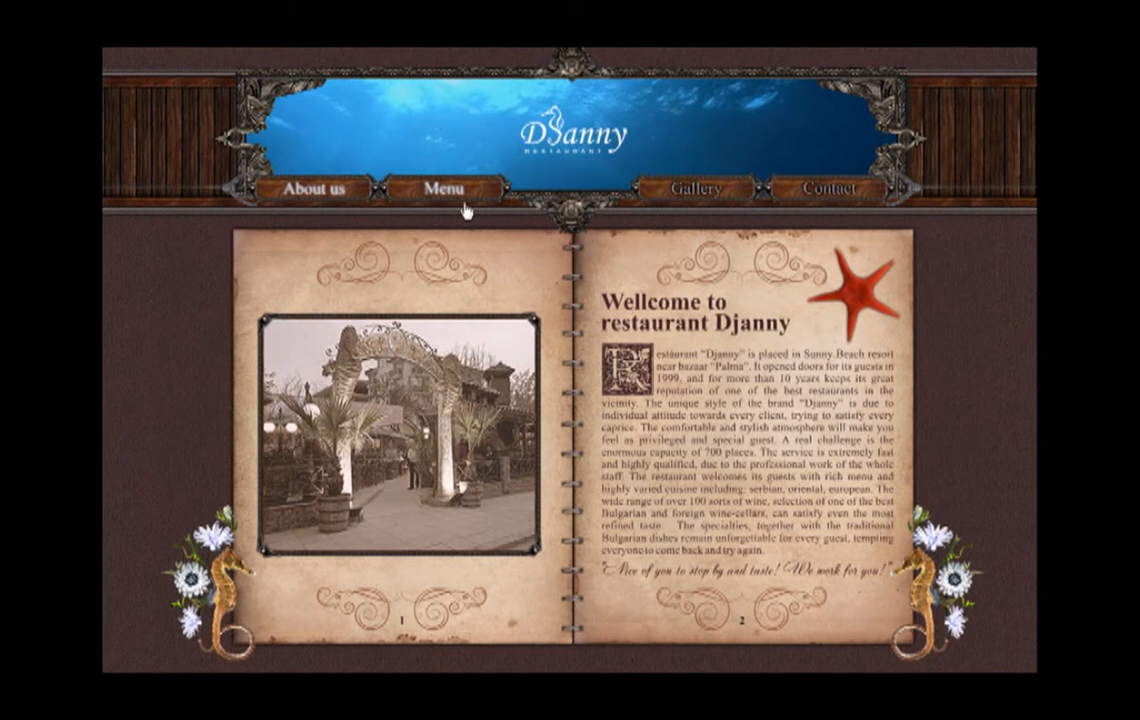 Djanny
RESTAURANT
About us
Menu
Gallery
Contact
Wellcome to
restaurant Djanny
Restaurant "Djanny" is placed in Sunny Beach resort
near bazaar "Palma". It opened doors for its guests in
1999, and for more than 10 years keeps its great
reputation of one of the best restaurants in the
vicinity. The unique style of the brand "Djanny" is due to
individual attitude towards every client, trying to satisfy every
caprice. The comfortable and stylish atmosphere will make you
feel as privileged and special guest. A real challenge is the
enormous capacity of 700 places. The service is extremely fast
and highly qualified, due to the professional work of the whole
staff. The restaurant welcomes its guests with rich menu and
highly varied cuisine including: serbian, oriental, european. The
wide range of over 100 sorts of wine, selection of one of the best
Bulgarian and foreign wine-cellars, can satisfy even the most
refined taste. The specialties, together with the traditional
Bulgarian dishes remain unforgettable for every guest, tempting
everyone to come back and try again.
"Nice of you to stop by and taste! We work for you!"
1
2